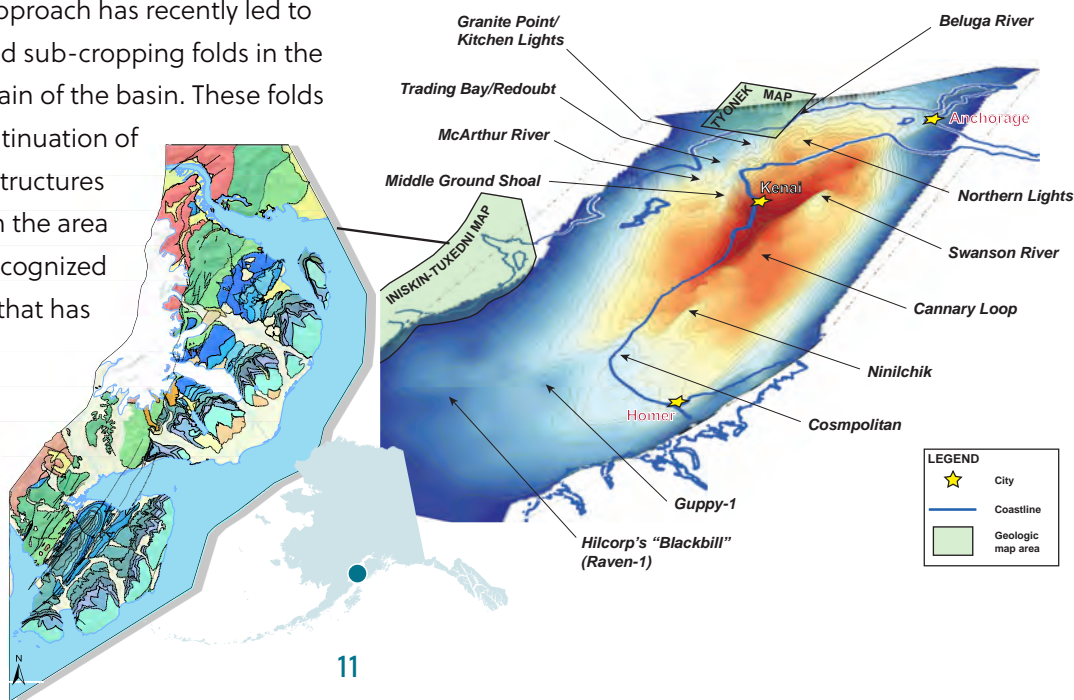 pproach has recently led to
d sub-cropping folds in the
ain of the basin. These folds
tinuation of
tructures
n the area
cognized
that has
Granite Point/
Kitchen Lights
Beluga River
Trading Bay/Redoubt
TYONEK MAP
Anchorage
McArthur River
Middle Ground Shoal
Kenai
Northern Lights
INISKIN-TUXEDNI MAP
Swanson River
Cannary Loop
Ninilchik
Homer
Cosmpolitan
Guppy-1
Hilcorp's “Blackbill”
(Raven-1)
LEGEND
City
Coastline
Geologic
map area
N
11